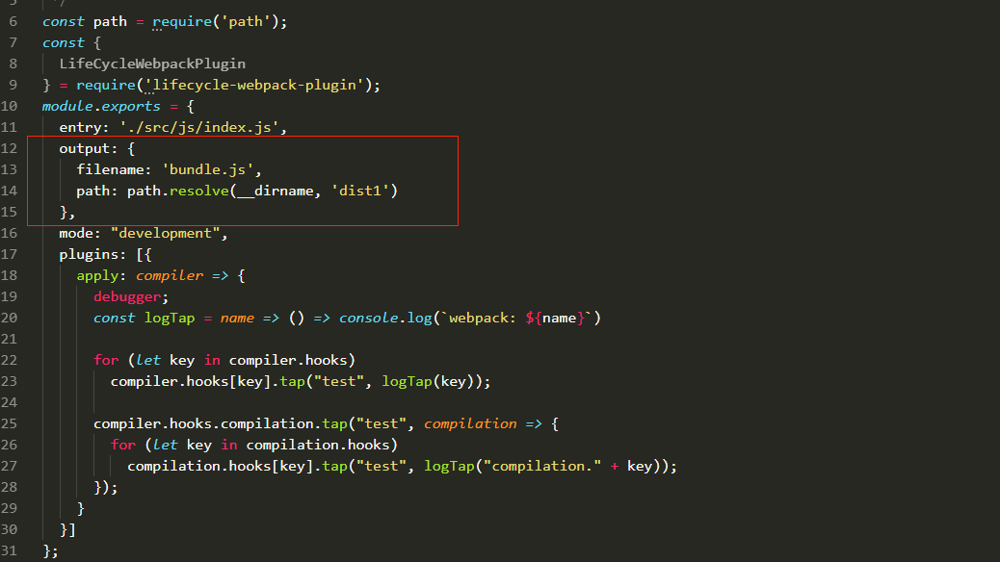 5 */
6 const path = require('path');
7 const {
8 LifeCycleWebpackPlugin
9 } = require('lifecycle-webpack-plugin');
10 module.exports = {
11 entry: './src/js/index.js',
12 output: {
13 filename: 'bundle.js',
14 path: path.resolve(__dirname, 'dist1')
15 },
16 mode: "development",
17 plugins: [{
18 apply: compiler => {
19 debugger;
20 const logTap = name => () => console.log(`webpack: ${name}`)
21
22 for (let key in compiler.hooks)
23 compiler.hooks[key].tap("test", logTap(key));
24
25 compiler.hooks.compilation.tap("test", compilation => {
26 for (let key in compilation.hooks)
27 compilation.hooks[key].tap("test", logTap("compilation." + key));
28 });
29 }
30 }]
31 };